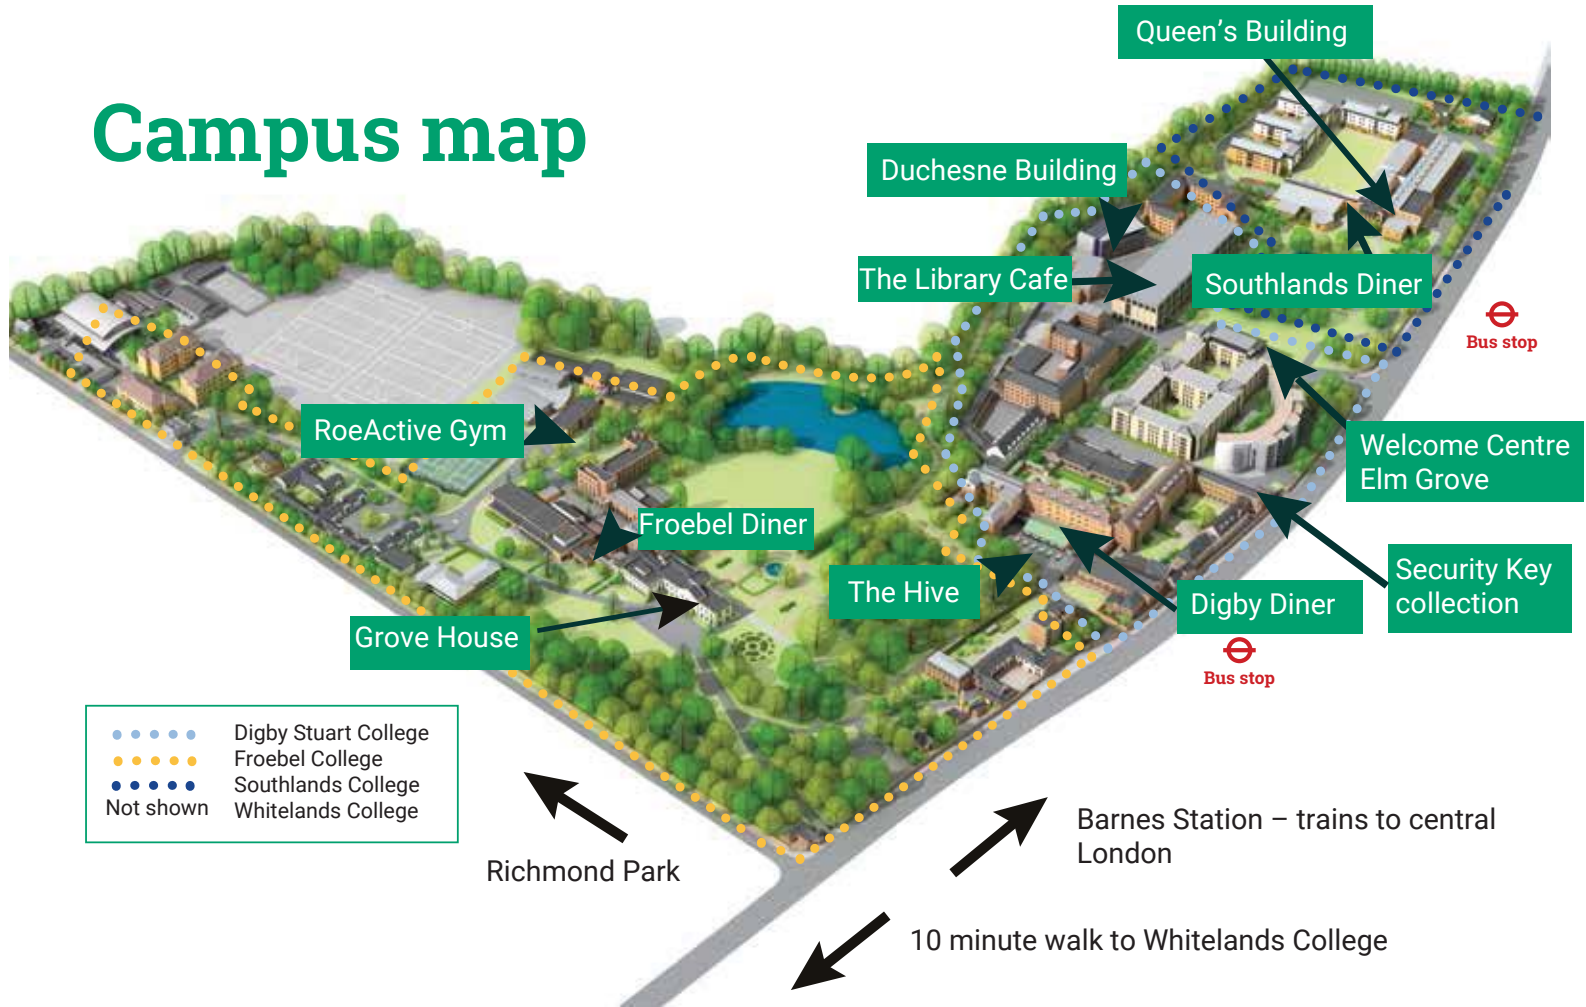 Campus map
Queen's Building
Duchesne Building
The Library Cafe
Southlands Diner
Bus stop
RoeActive Gym
Welcome Centre
Elm Grove
Froebel Diner
Security Key
collection
The Hive
Digby Diner
Grove House
Bus stop
Digby Stuart College
Froebel College
Southlands College
Not shown Whitelands College
Richmond Park
Barnes Station – trains to central
London
10 minute walk to Whitelands College